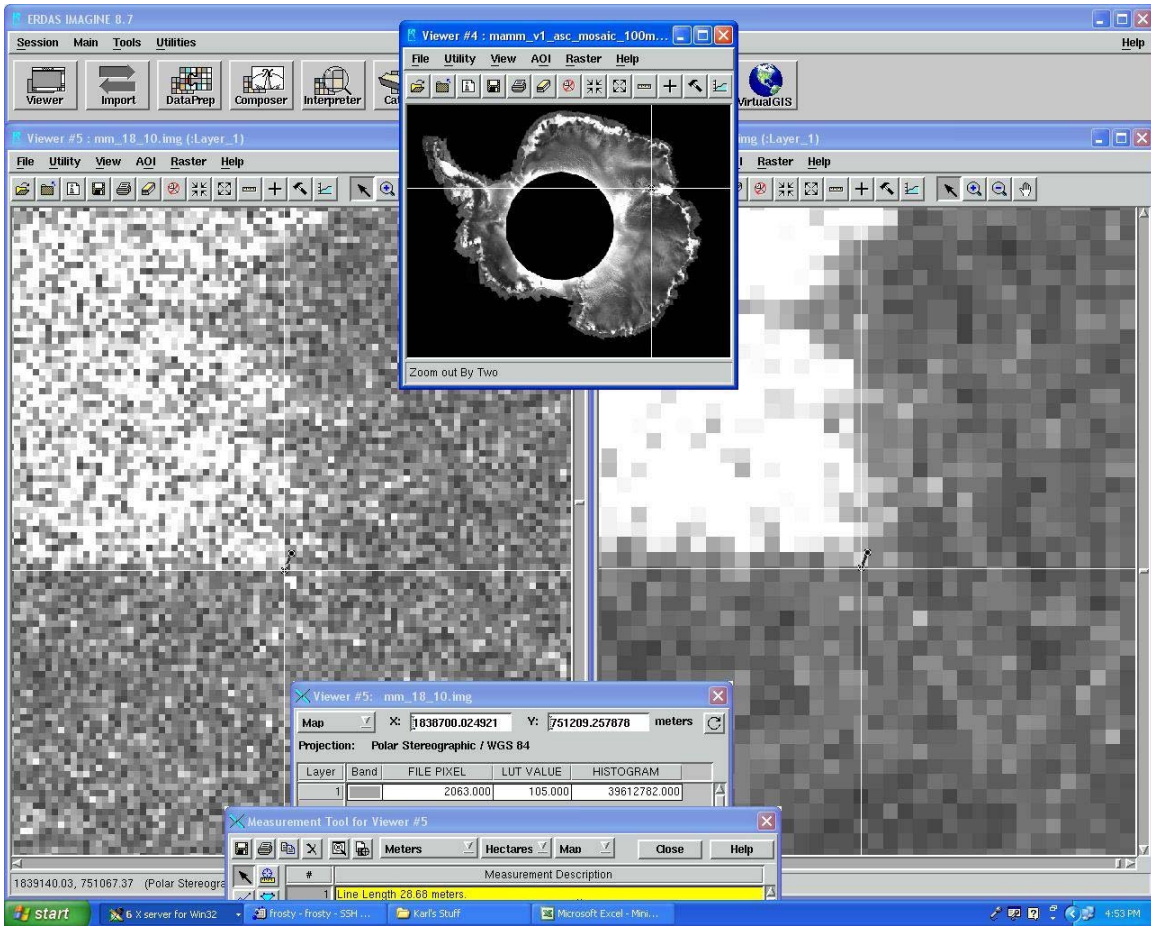 ERDAS IMAGINE 8.7
Session Main Tools Utilities Help
Viewer Import DataPrep Composer Interpreter VirtualGIS
Viewer #4 : mamm_v1_asc_mosaic_100m...
File Utility View AOI Raster Help
Zoom out By Two
Viewer #5 : mm_18_10.img (:Layer_1)
File Utility View AOI Raster Help
img (:Layer_1)
Raster Help
Viewer #5: mm_18_10.img
Map X: 1838700.024921 Y: 751209.257878 meters
Projection: Polar Stereographic / WGS 84
Layer Band FILE PIXEL LUT VALUE HISTOGRAM
1 2063.000 105.000 39612782.000
Measurement Tool for Viewer #5
Meters Hectares Map Close Help
# Measurement Description
1 Line Length 28.68 meters.
1839140.03, 751067.37 (Polar Stereogra
start 6 X server for Win32 frosty - frosty - SSH ... Karl's Stuff Microsoft Excel - Mini... 4:53 PM